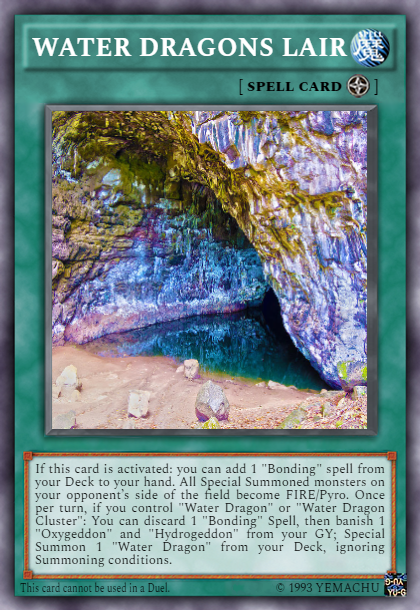 WATER DRAGONS LAIR 魔
[ SPELL CARD ]
If this card is activated: you can add 1 "Bonding" spell from
your Deck to your hand. All Special Summoned monsters on
your opponent's side of the field become FIRE/Pyro. Once
per turn, if you control "Water Dragon" or "Water Dragon
Cluster": You can discard 1 "Bonding" Spell, then banish 1
"Oxygeddon" and "Hydrogeddon" from your GY; Special
Summon 1 "Water Dragon" from your Deck, ignoring
Summoning conditions.
This card cannot be used in a Duel. © 1993 YEMACHU